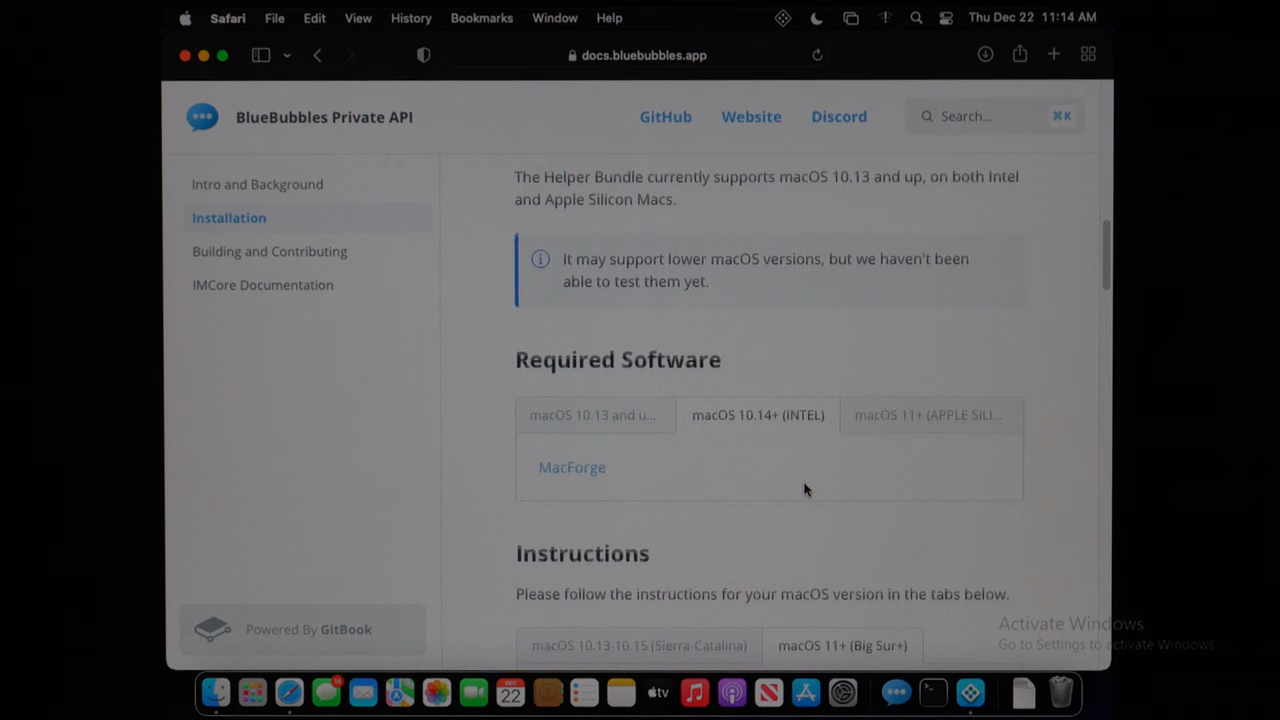 Safari File Edit View History Bookmarks Window Help
Thu Dec 22 11:14 AM
docs.bluebubbles.app
BlueBubbles Private API
GitHub Website Discord
Search... ⌘K
Intro and Background
Installation
Building and Contributing
IMCore Documentation
Powered By GitBook
The Helper Bundle currently supports macOS 10.13 and up, on both Intel
and Apple Silicon Macs.
It may support lower macOS versions, but we haven't been
able to test them yet.
Required Software
macOS 10.13 and u... macOS 10.14+ (INTEL) macOS 11+ (APPLE SILI...
MacForge
Instructions
Please follow the instructions for your macOS version in the tabs below.
macOS 10.13-10.15 (Sierra-Catalina) macOS 11+ (Big Sur+)
Activate Windows
Go to Settings to activate Windows.
14
DEC
22
tv